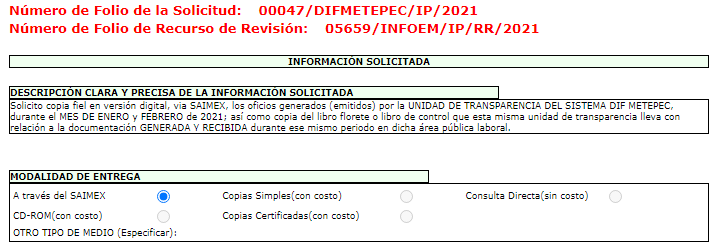 Número de Folio de la Solicitud: 00047/DIFMETEPEC/IP/2021
Número de Folio de Recurso de Revisión: 05659/INFOEM/IP/RR/2021
INFORMACIÓN SOLICITADA
DESCRIPCIÓN CLARA Y PRECISA DE LA INFORMACIÓN SOLICITADA
Solicito copia fiel en versión digital, via SAIMEX, los oficios generados (emitidos) por la UNIDAD DE TRANSPARENCIA DEL SISTEMA DIF METEPEC,
durante el MES DE ENERO y FEBRERO de 2021; así como copia del libro florete o libro de control que esta misma unidad de transparencia lleva con
relación a la documentación GENERADA Y RECIBIDA durante ese mismo periodo en dicha área pública laboral.
MODALIDAD DE ENTREGA
A través del SAIMEX Copias Simples(con costo) Consulta Directa(sin costo)
CD-ROM(con costo) Copias Certificadas(con costo)
OTRO TIPO DE MEDIO (Especificar):